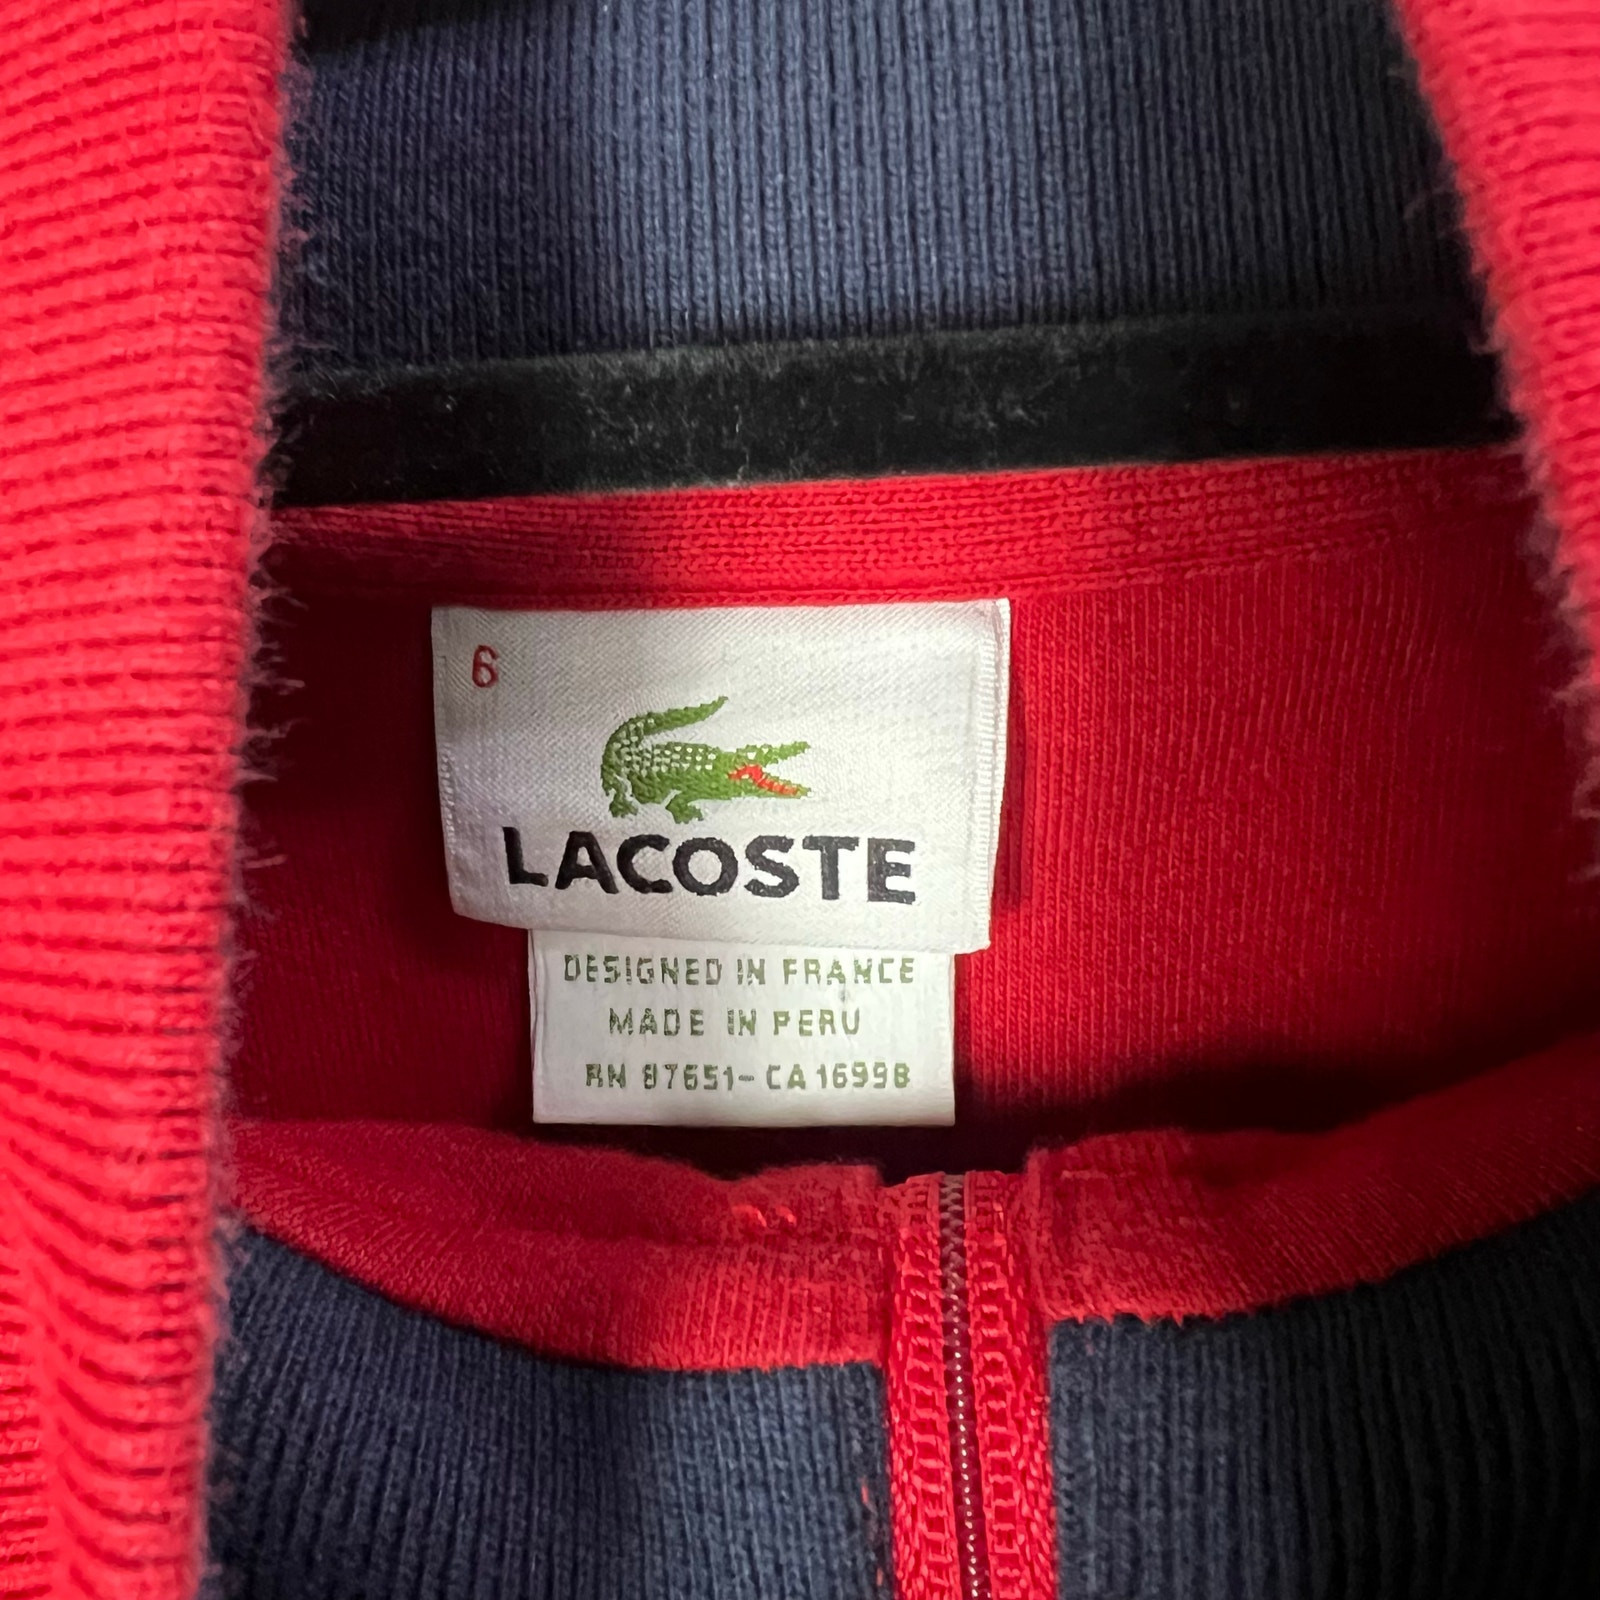 6
LACOSTE
DESIGNED IN FRANCE
MADE IN PERU
RN 87651-CA 16998